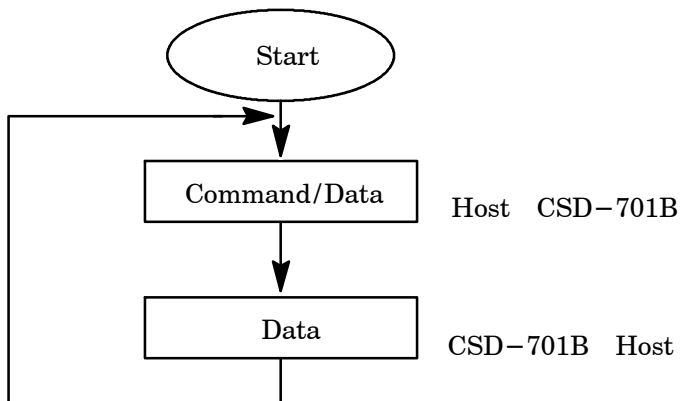 Start
Command/Data
Host CSD−701B
Data
CSD−701B Host